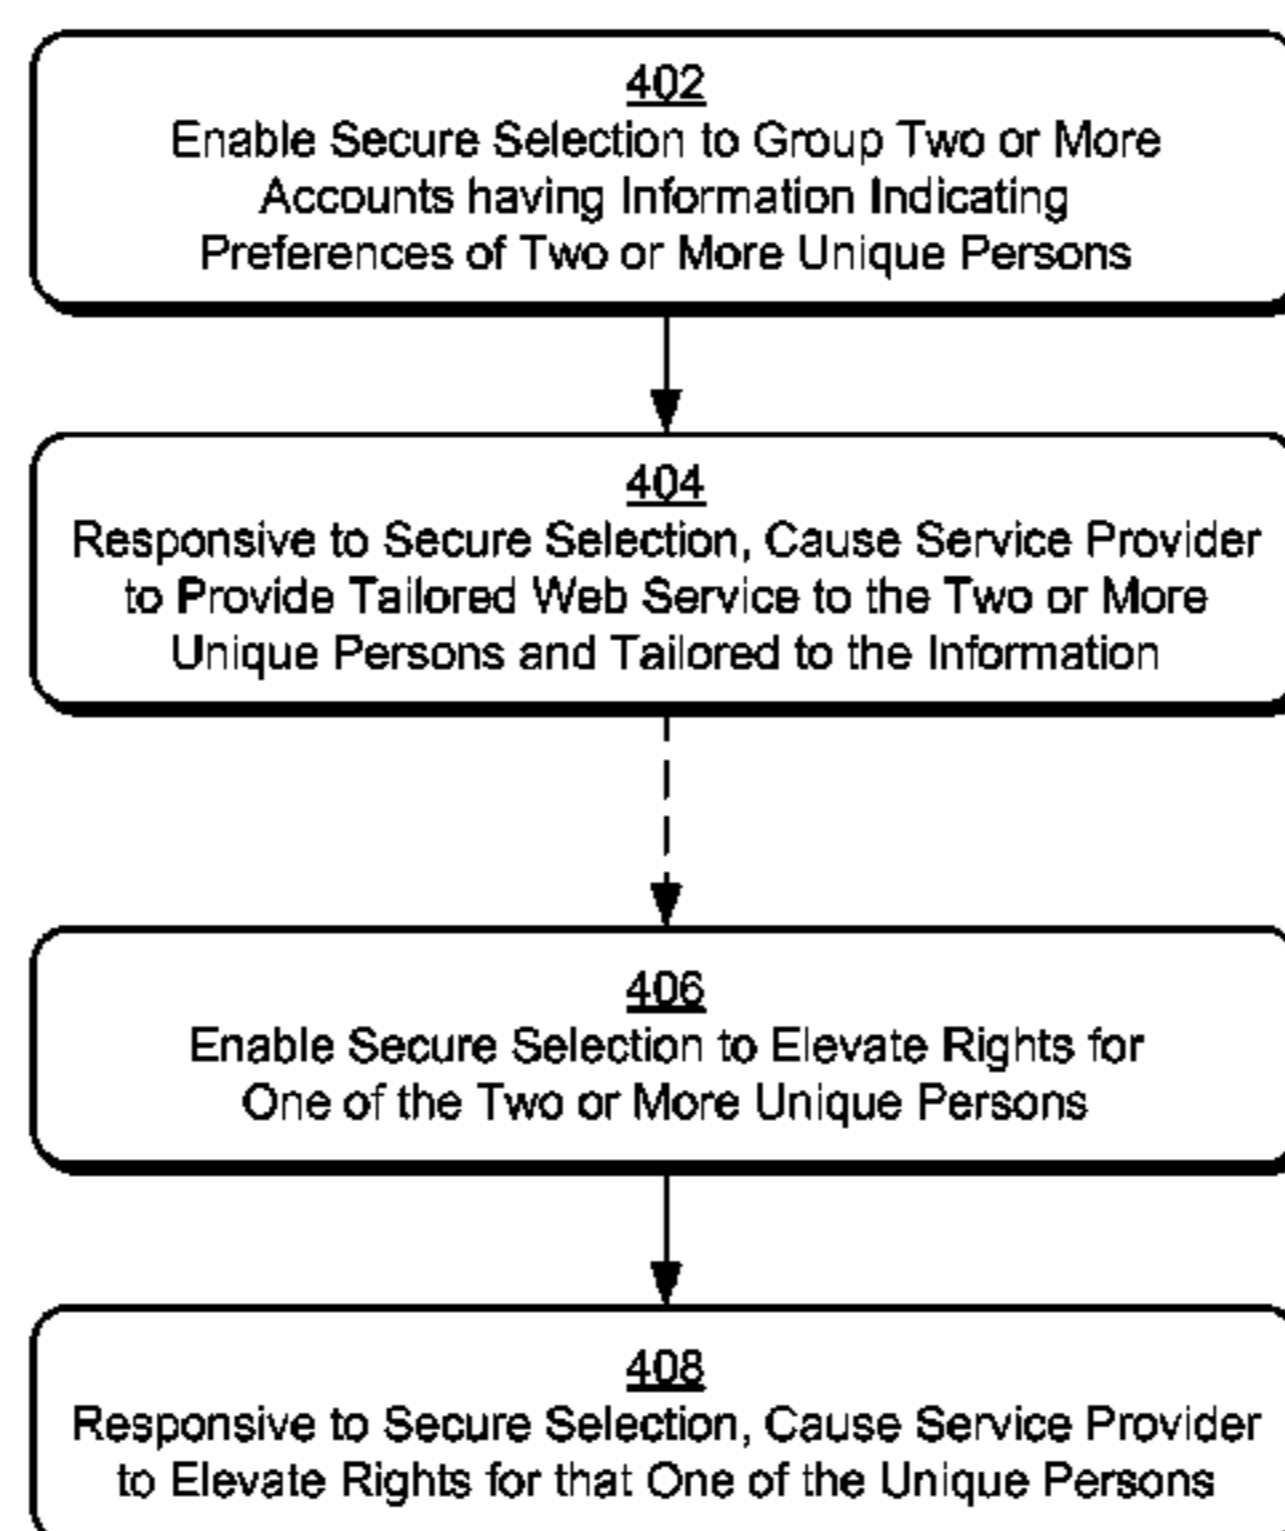 402
Enable Secure Selection to Group Two or More
Accounts having Information Indicating
Preferences of Two or More Unique Persons
404
Responsive to Secure Selection, Cause Service Provider
to Provide Tailored Web Service to the Two or More
Unique Persons and Tailored to the Information
406
Enable Secure Selection to Elevate Rights for
One of the Two or More Unique Persons
408
Responsive to Secure Selection, Cause Service Provider
to Elevate Rights for that One of the Unique Persons